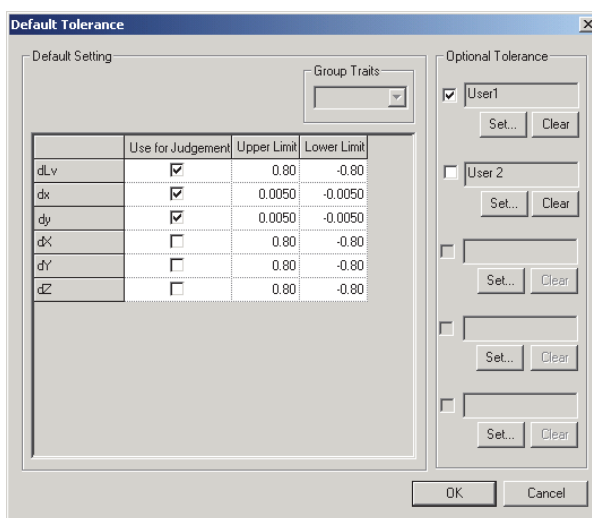 Default Tolerance
Default Setting
Group Traits
Use for Judgement Upper Limit Lower Limit
dLv 0.80 -0.80
dx 0.0050 -0.0050
dy 0.0050 -0.0050
dX 0.80 -0.80
dY 0.80 -0.80
dZ 0.80 -0.80
Optional Tolerance
User1
Set... Clear
User 2
Set... Clear
Set... Clear
Set... Clear
Set... Clear
OK Cancel